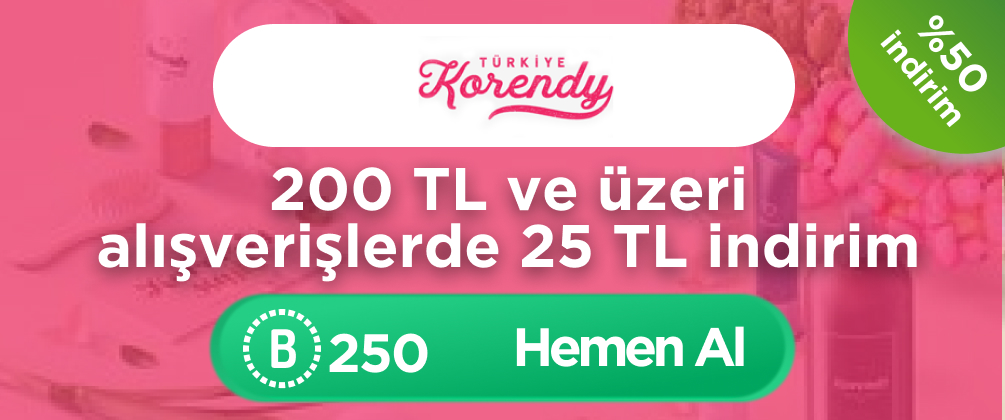 %50
indirim
TÜRKİYE
Korendy
200 TL ve üzeri
alışverişlerde 25 TL indirim
B 250 Hemen Al